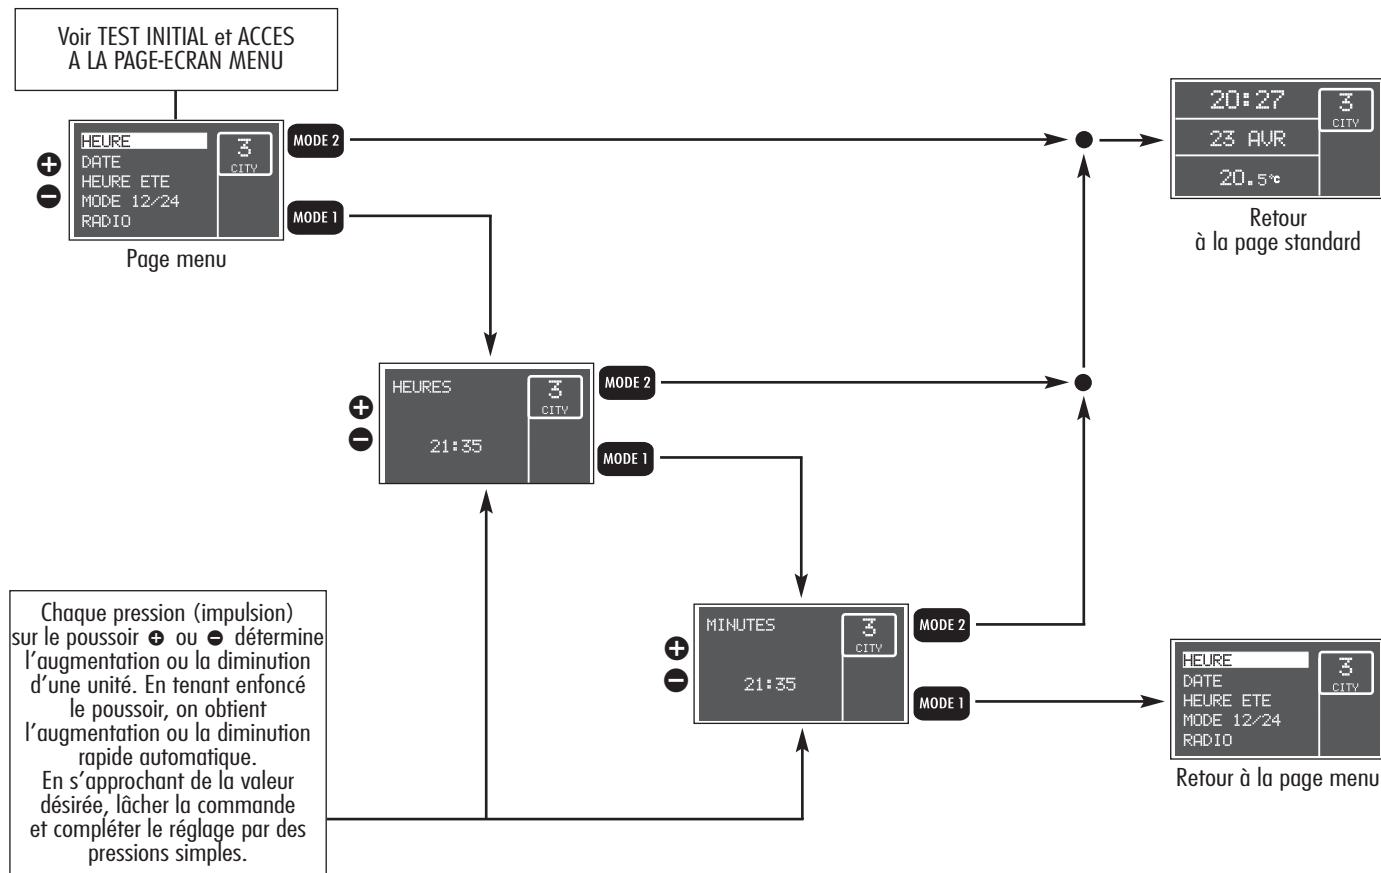 Voir TEST INITIAL et ACCES
A LA PAGE-ECRAN MENU
HEURE
DATE
HEURE ETE
MODE 12/24
RADIO
3
CITY
MODE 2
MODE 1
Page menu
20:27
23 AVR
20.5°C
3
CITY
Retour
à la page standard
HEURES
21:35
3
CITY
MODE 2
MODE 1
Chaque pression (impulsion)
sur le poussoir + ou - détermine
l'augmentation ou la diminution
d'une unité. En tenant enfoncé
le poussoir, on obtient
l'augmentation ou la diminution
rapide automatique.
En s'approchant de la valeur
désirée, lâcher la commande
et compléter le réglage par des
pressions simples.
MINUTES
21:35
3
CITY
MODE 2
MODE 1
HEURE
DATE
HEURE ETE
MODE 12/24
RADIO
3
CITY
Retour à la page menu